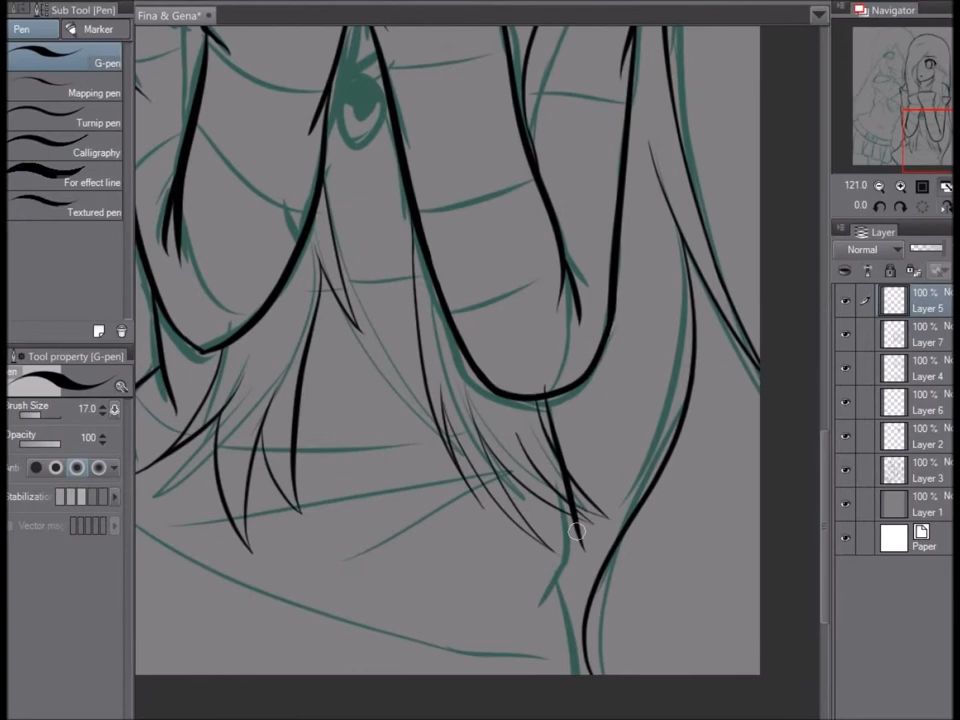 Sub Tool [Pen]
Pen
Marker
G-pen
Mapping pen
Turnip pen
Calligraphy
For effect line
Textured pen
Tool property [G-pen]
Brush Size
17.0
Opacity
100
Stabilizatio
Vector mag
Fina & Gena*
Navigator
121.0
0.0
Layer
Normal
100 %
Layer 5
100 %
Layer 7
100 %
Layer 4
100 %
Layer 6
100 %
Layer 2
100 %
Layer 3
100 %
Layer 1
Paper